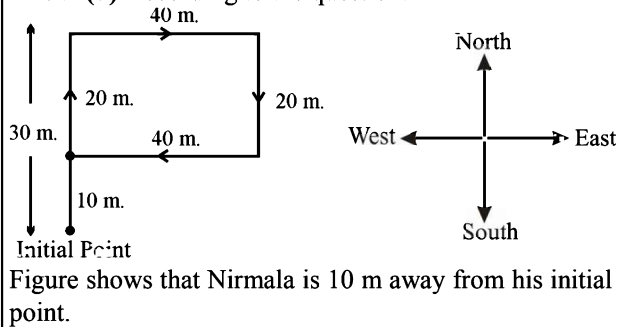 40 m.
North
20 m.
20 m.
30 m.
40 m.
West
East
10 m.
South
Initial Point
Figure shows that Nirmala is 10 m away from his initial
point.